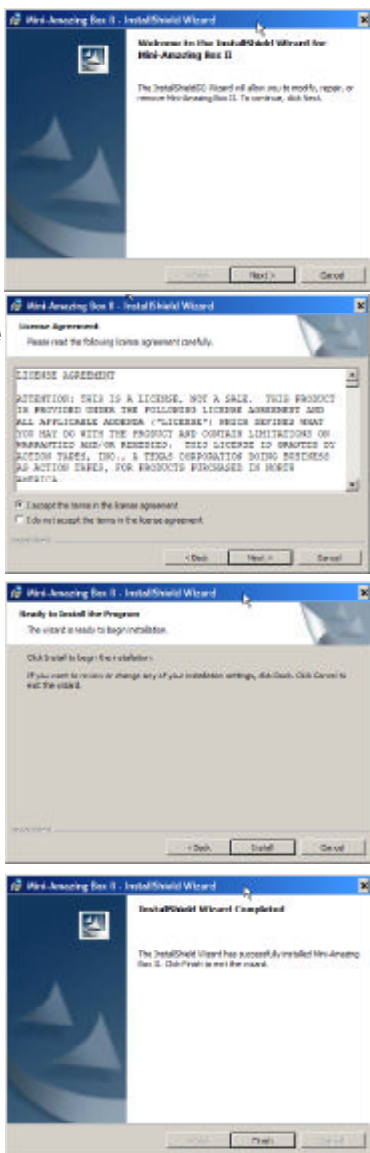 Mini-Amazing Box II - InstallShield Wizard
Welcome to the InstallShield Wizard for
Mini-Amazing Box II
The InstallShield(R) Wizard will allow you to modify, repair, or
remove Mini-Amazing Box II. To continue, click Next.
< Back Next > Cancel
Mini-Amazing Box II - InstallShield Wizard
License Agreement
Please read the following license agreement carefully.
LICENSE AGREEMENT
ATTENTION: THIS IS A LICENSE, NOT A SALE. THIS PRODUCT
IS PROVIDED UNDER THE FOLLOWING LICENSE AGREEMENT AND
ALL APPLICABLE ADDENDA ("LICENSE") WHICH DEFINES WHAT
YOU MAY DO WITH THE PRODUCT AND CONTAIN LIMITATIONS ON
WARRANTIES AND/OR REMEDIES. THIS LICENSE IS GRANTED BY
ACTION TAPES, INC., A TEXAS CORPORATION DOING BUSINESS
AS ACTION TAPES, FOR PRODUCTS PURCHASED IN NORTH
AMERICA
I accept the terms in the license agreement
I do not accept the terms in the license agreement
InstallShield
< Back Next > Cancel
Mini-Amazing Box II - InstallShield Wizard
Ready to Install the Program
The wizard is ready to begin installation.
Click Install to begin the installation.
If you want to review or change any of your installation settings, click Back. Click Cancel to
exit the wizard.
InstallShield
< Back Install Cancel
Mini-Amazing Box II - InstallShield Wizard
InstallShield Wizard Completed
The InstallShield Wizard has successfully installed Mini-Amazing
Box II. Click Finish to exit the wizard.
< Back Finish Cancel